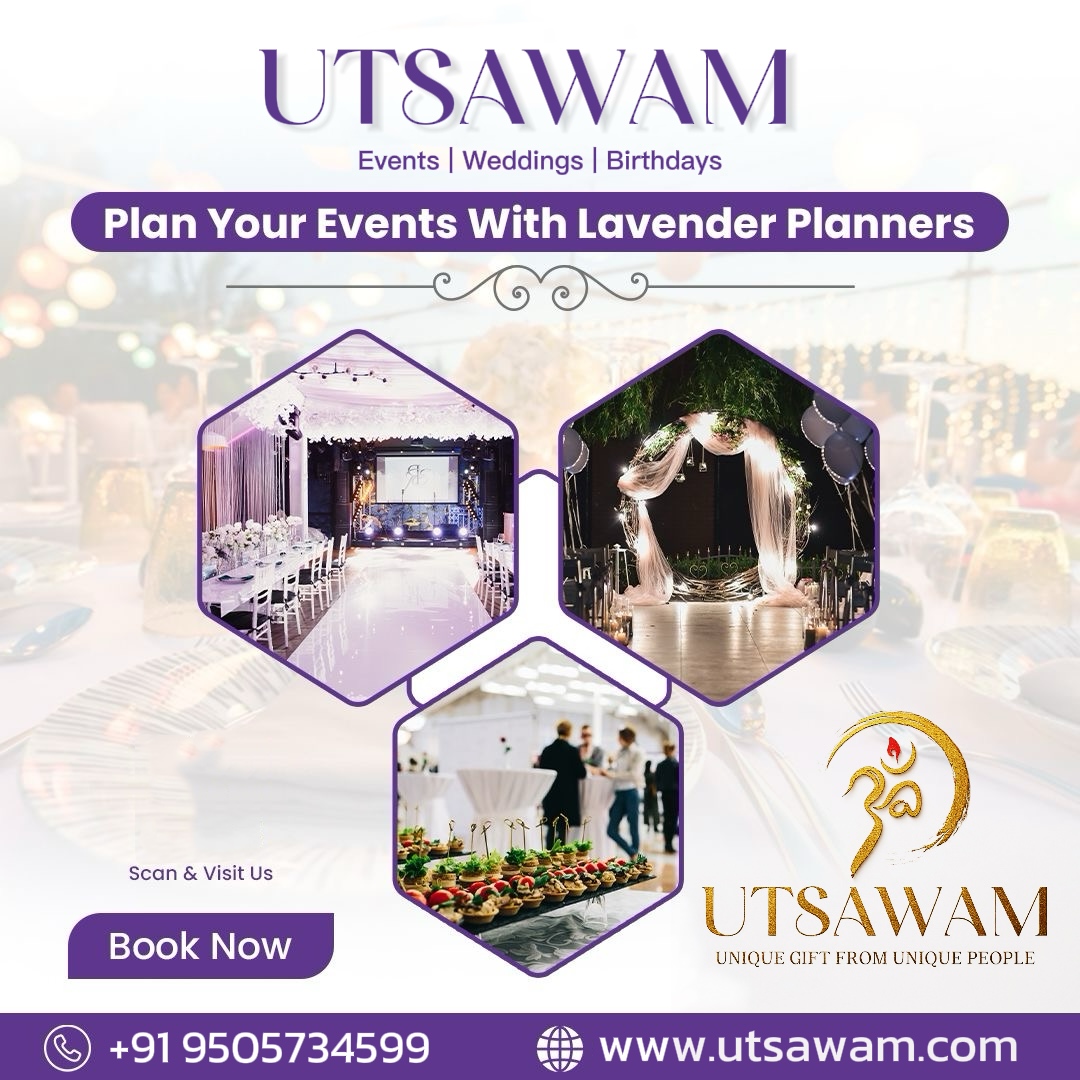 UTSAWAM
Events | Weddings | Birthdays
Plan Your Events With Lavender Planners
Scan & Visit Us
Book Now
UTSAWAM
UNIQUE GIFT FROM UNIQUE PEOPLE
+91 9505734599
www.utsawam.com